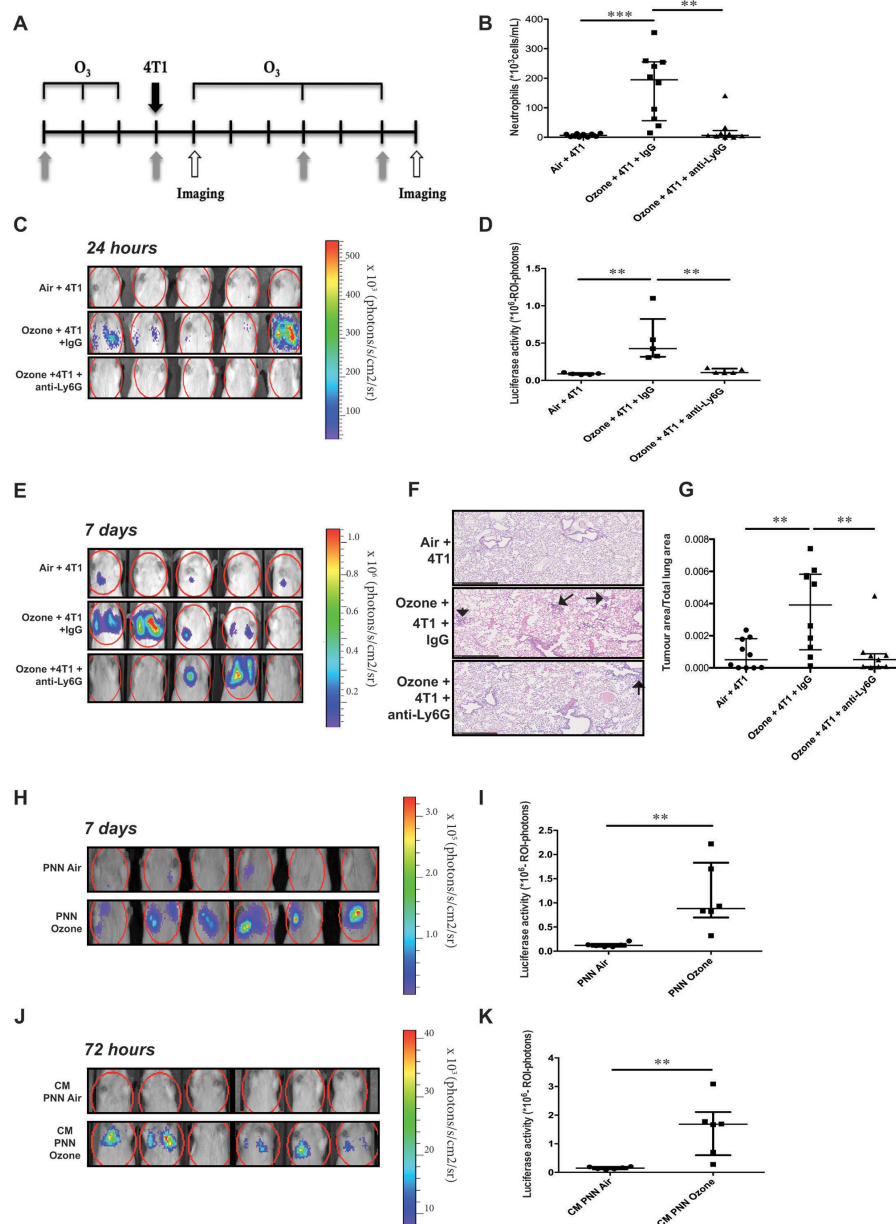 A
O3
4T1
O3
Imaging
Imaging
B
***
**
Neutrophils (*10³cells/mL)
400
300
200
100
0
Air + 4T1
Ozone + 4T1 + IgG
Ozone + 4T1 + anti-Ly6G
C
24 hours
Air + 4T1
Ozone + 4T1
+IgG
Ozone +4T1 +
anti-Ly6G
500
400
300
200
100
x 10³ (photons/s/cm2/sr)
D
**
**
Luciferase activity (*10⁶-ROI-photons)
1.5
1.0
0.5
0.0
Air + 4T1
Ozone + 4T1 + IgG
Ozone + 4T1 + anti-Ly6G
E
7 days
Air + 4T1
Ozone + 4T1
+IgG
Ozone +4T1 +
anti-Ly6G
1.0
0.8
0.6
0.4
0.2
x 10⁶ (photons/s/cm2/sr)
F
Air +
4T1
Ozone +
4T1 +
IgG
Ozone +
4T1 +
anti-Ly6G
G
**
**
Tumour area/Total lung area
0.008
0.006
0.004
0.002
0.000
Air + 4T1
Ozone + 4T1 + IgG
Ozone + 4T1 + anti-Ly6G
H
7 days
PNN Air
PNN
Ozone
3.0
2.0
1.0
x 10⁵ (photons/s/cm2/sr)
I
**
Luciferase activity (*10⁶- ROI-photons)
2.5
2.0
1.5
1.0
0.5
0.0
PNN Air
PNN Ozone
J
72 hours
CM
PNN Air
CM
PNN
Ozone
40
30
20
10
x 10³ (photons/s/cm2/sr)
K
**
Luciferase activity (*10⁶- ROI-photons)
4
3
2
1
0
CM PNN Air
CM PNN Ozone